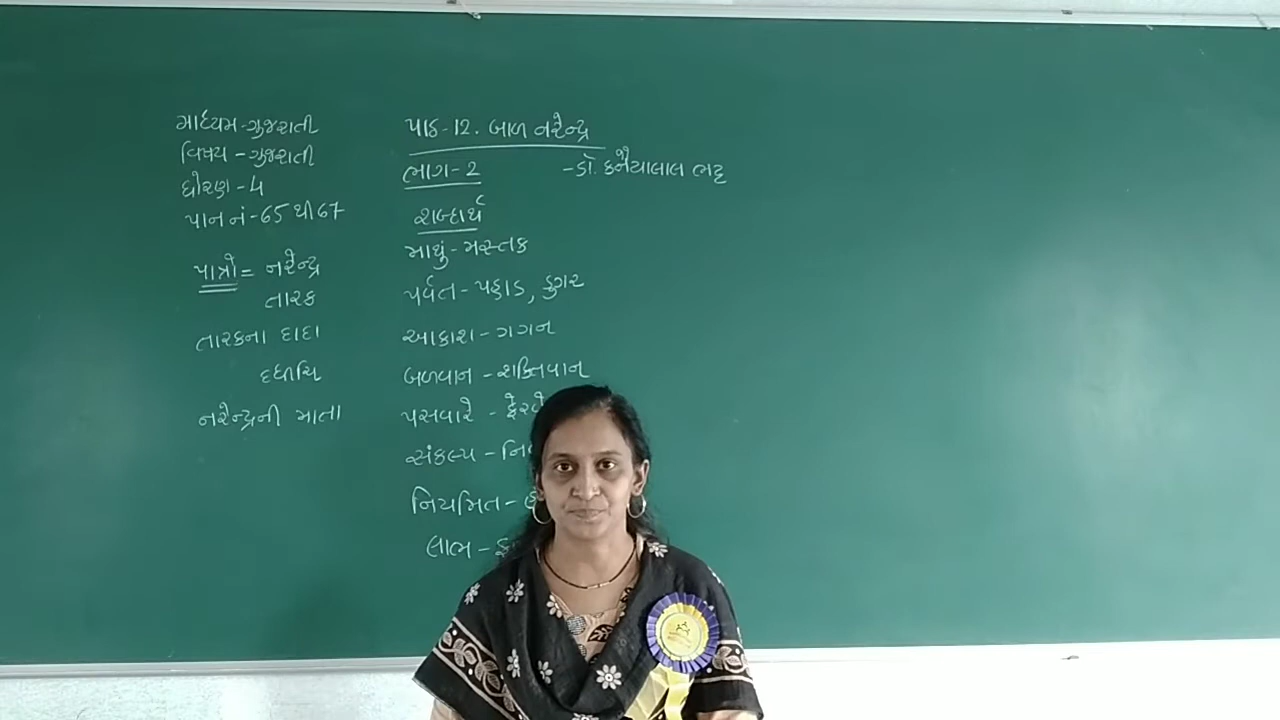 માધ્યમ-ગુજરાતી
વિષય-ગુજરાતી
ધોરણ-4
પાન નં-65 થી 67
પાત્રો= નરેન્દ્ર
તારક
તારકના દાદા
દધીચિ
નરેન્દ્રની માતા
પાઠ-12. બાળ નરેન્દ્ર
ભાગ-2
-ડૉ. કનૈયાલાલ ભટ્ટ
શબ્દાર્થ
માથું-મસ્તક
પર્વત-પહાડ, ડુગર
આકાશ-ગગન
બળવાન-શક્તિવાન
પસવારે-
સંકલ્પ-
નિયમિત-
લાભ-